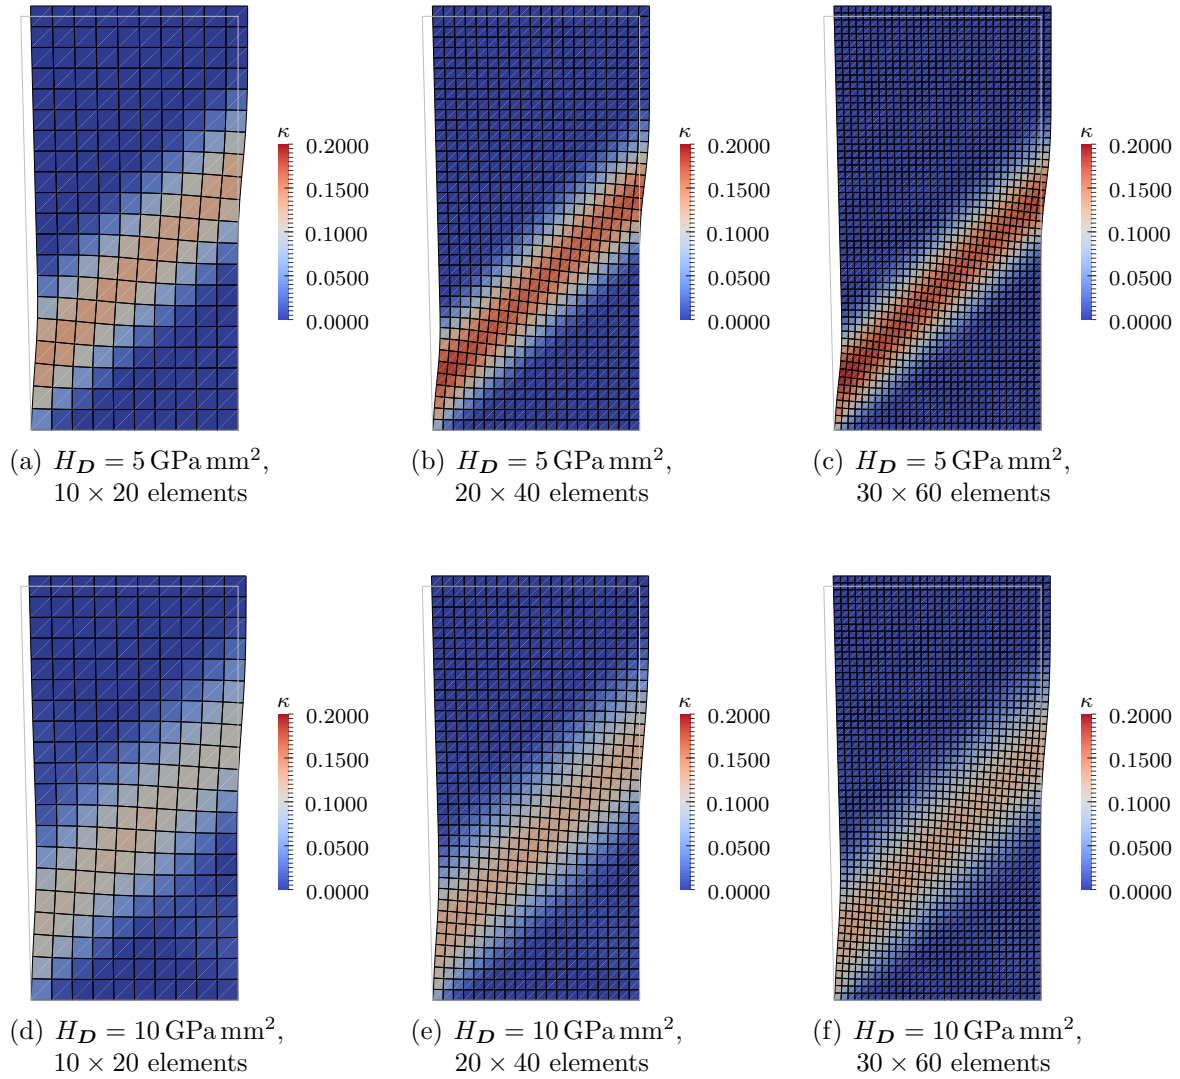 κ
0.2000
0.1500
0.1000
0.0500
0.0000
κ
0.2000
0.1500
0.1000
0.0500
0.0000
κ
0.2000
0.1500
0.1000
0.0500
0.0000
(a) H_D = 5 GPa mm²,
10 × 20 elements
(b) H_D = 5 GPa mm²,
20 × 40 elements
(c) H_D = 5 GPa mm²,
30 × 60 elements
κ
0.2000
0.1500
0.1000
0.0500
0.0000
κ
0.2000
0.1500
0.1000
0.0500
0.0000
κ
0.2000
0.1500
0.1000
0.0500
0.0000
(d) H_D = 10 GPa mm²,
10 × 20 elements
(e) H_D = 10 GPa mm²,
20 × 40 elements
(f) H_D = 10 GPa mm²,
30 × 60 elements